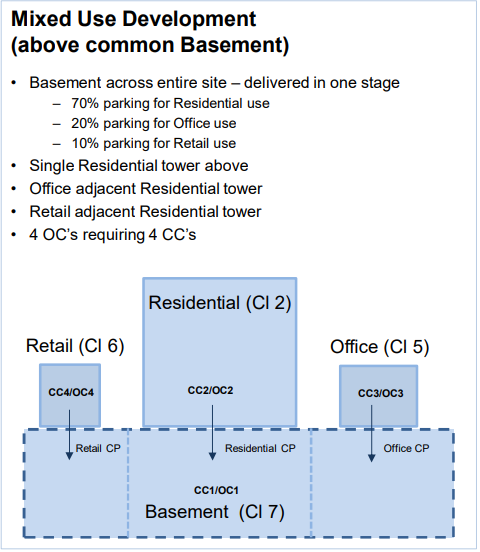 Mixed Use Development
(above common Basement)
• Basement across entire site – delivered in one stage
– 70% parking for Residential use
– 20% parking for Office use
– 10% parking for Retail use
• Single Residential tower above
• Office adjacent Residential tower
• Retail adjacent Residential tower
• 4 OC's requiring 4 CC's
Residential (Cl 2)
Retail (Cl 6)
Office (Cl 5)
CC4/OC4
CC2/OC2
CC3/OC3
Retail CP
Residential CP
Office CP
CC1/OC1
Basement (Cl 7)